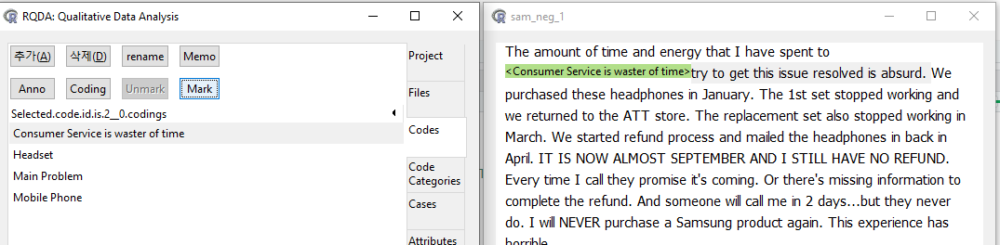 RQDA: Qualitative Data Analysis
추가(A) 삭제(D) rename Memo
Anno Coding Unmark Mark
Selected.code.id.is.2__0.codings
Consumer Service is waster of time
Headset
Main Problem
Mobile Phone
Project
Files
Codes
Code
Categories
Cases
Attributes
sam_neg_1
The amount of time and energy that I have spent to
<Consumer Service is waster of time>try to get this issue resolved is absurd. We
purchased these headphones in January. The 1st set stopped working and
we returned to the ATT store. The replacement set also stopped working in
March. We started refund process and mailed the headphones in back in
April. IT IS NOW ALMOST SEPTEMBER AND I STILL HAVE NO REFUND.
Every time I call they promise it's coming. Or there's missing information to
complete the refund. And someone will call me in 2 days...but they never
do. I will NEVER purchase a Samsung product again. This experience has
horrible